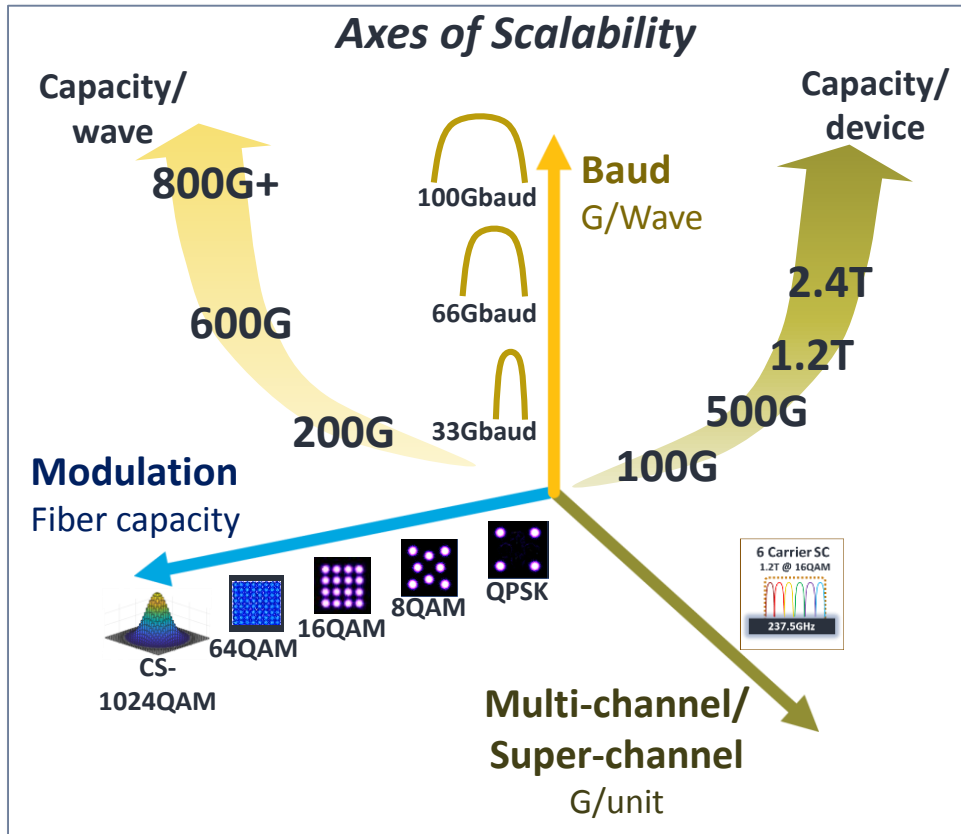 Axes of Scalability
Capacity/
wave
800G+
600G
200G
100Gbaud
66Gbaud
33Gbaud
Baud
G/Wave
Capacity/
device
2.4T
1.2T
500G
100G
Modulation
Fiber capacity
QPSK
8QAM
16QAM
64QAM
CS-
1024QAM
6 Carrier SC
1.2T @ 16QAM
237.5GHz
Multi-channel/
Super-channel
G/unit